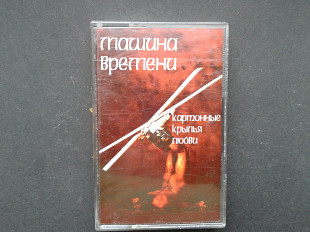 машина
времени
картонные
крылья
любви